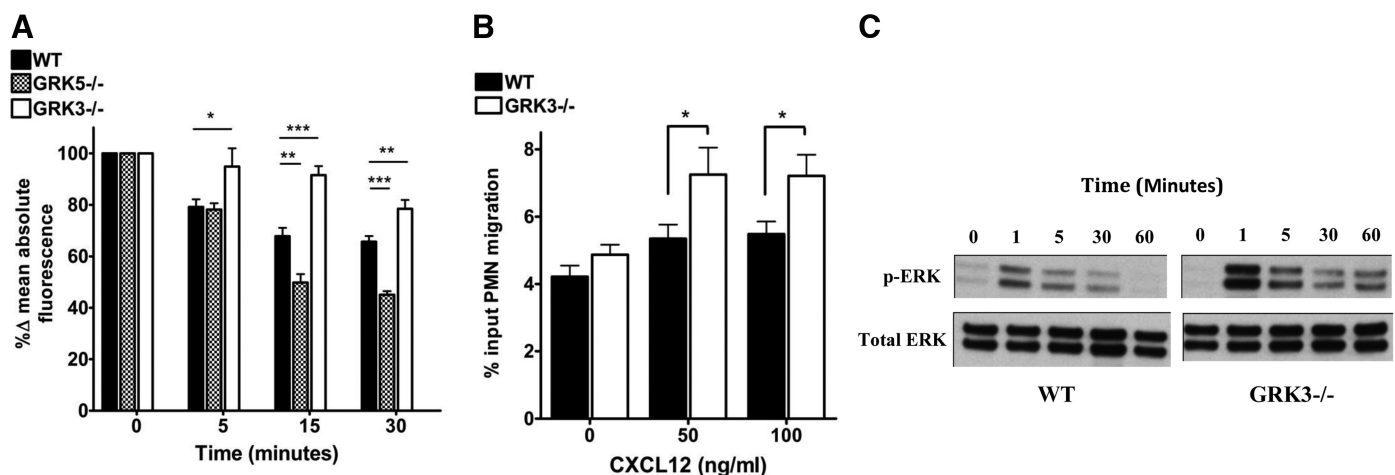 A
WT
GRK5-/-
GRK3-/-
%Δ mean absolute
fluorescence
100
80
60
40
20
0
*
***
**
**
***
0 5 15 30
Time (minutes)
B
WT
GRK3-/-
% input PMN migration
8
6
4
2
0
* *
0 50 100
CXCL12 (ng/ml)
C
Time (Minutes)
0 1 5 30 60 0 1 5 30 60
p-ERK
Total ERK
WT GRK3-/-